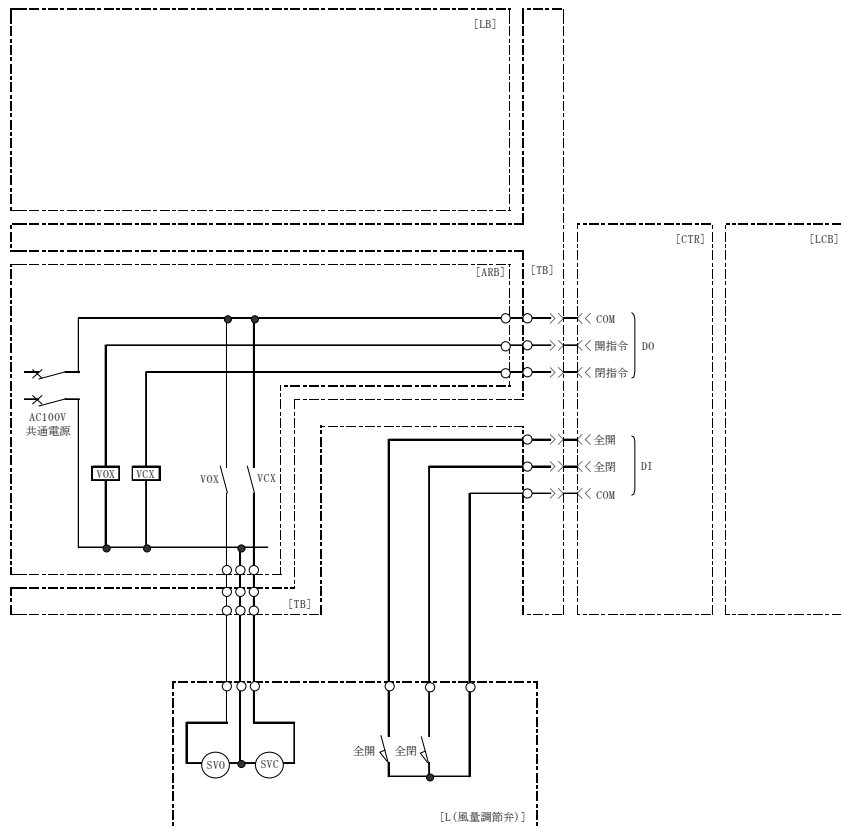 [LB]
[CTR]
[LCB]
[ARB]
[TB]
COM
開指令
DO
閉指令
AC100V
共通電源
全開
全閉
DI
COM
VOX
VCX
VOX
VCX
[TB]
全開
全閉
SVO
SVC
[L(風量調節弁)]